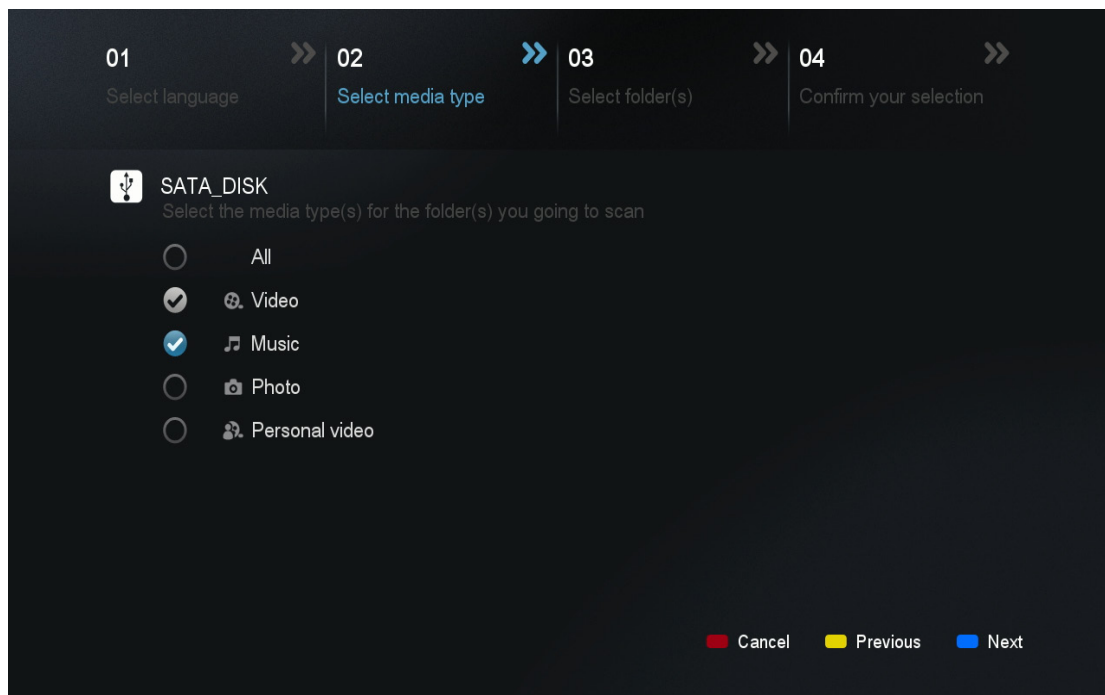 01
Select language
02
Select media type
03
Select folder(s)
04
Confirm your selection
SATA_DISK
Select the media type(s) for the folder(s) you going to scan
All
Video
Music
Photo
Personal video
Cancel Previous Next